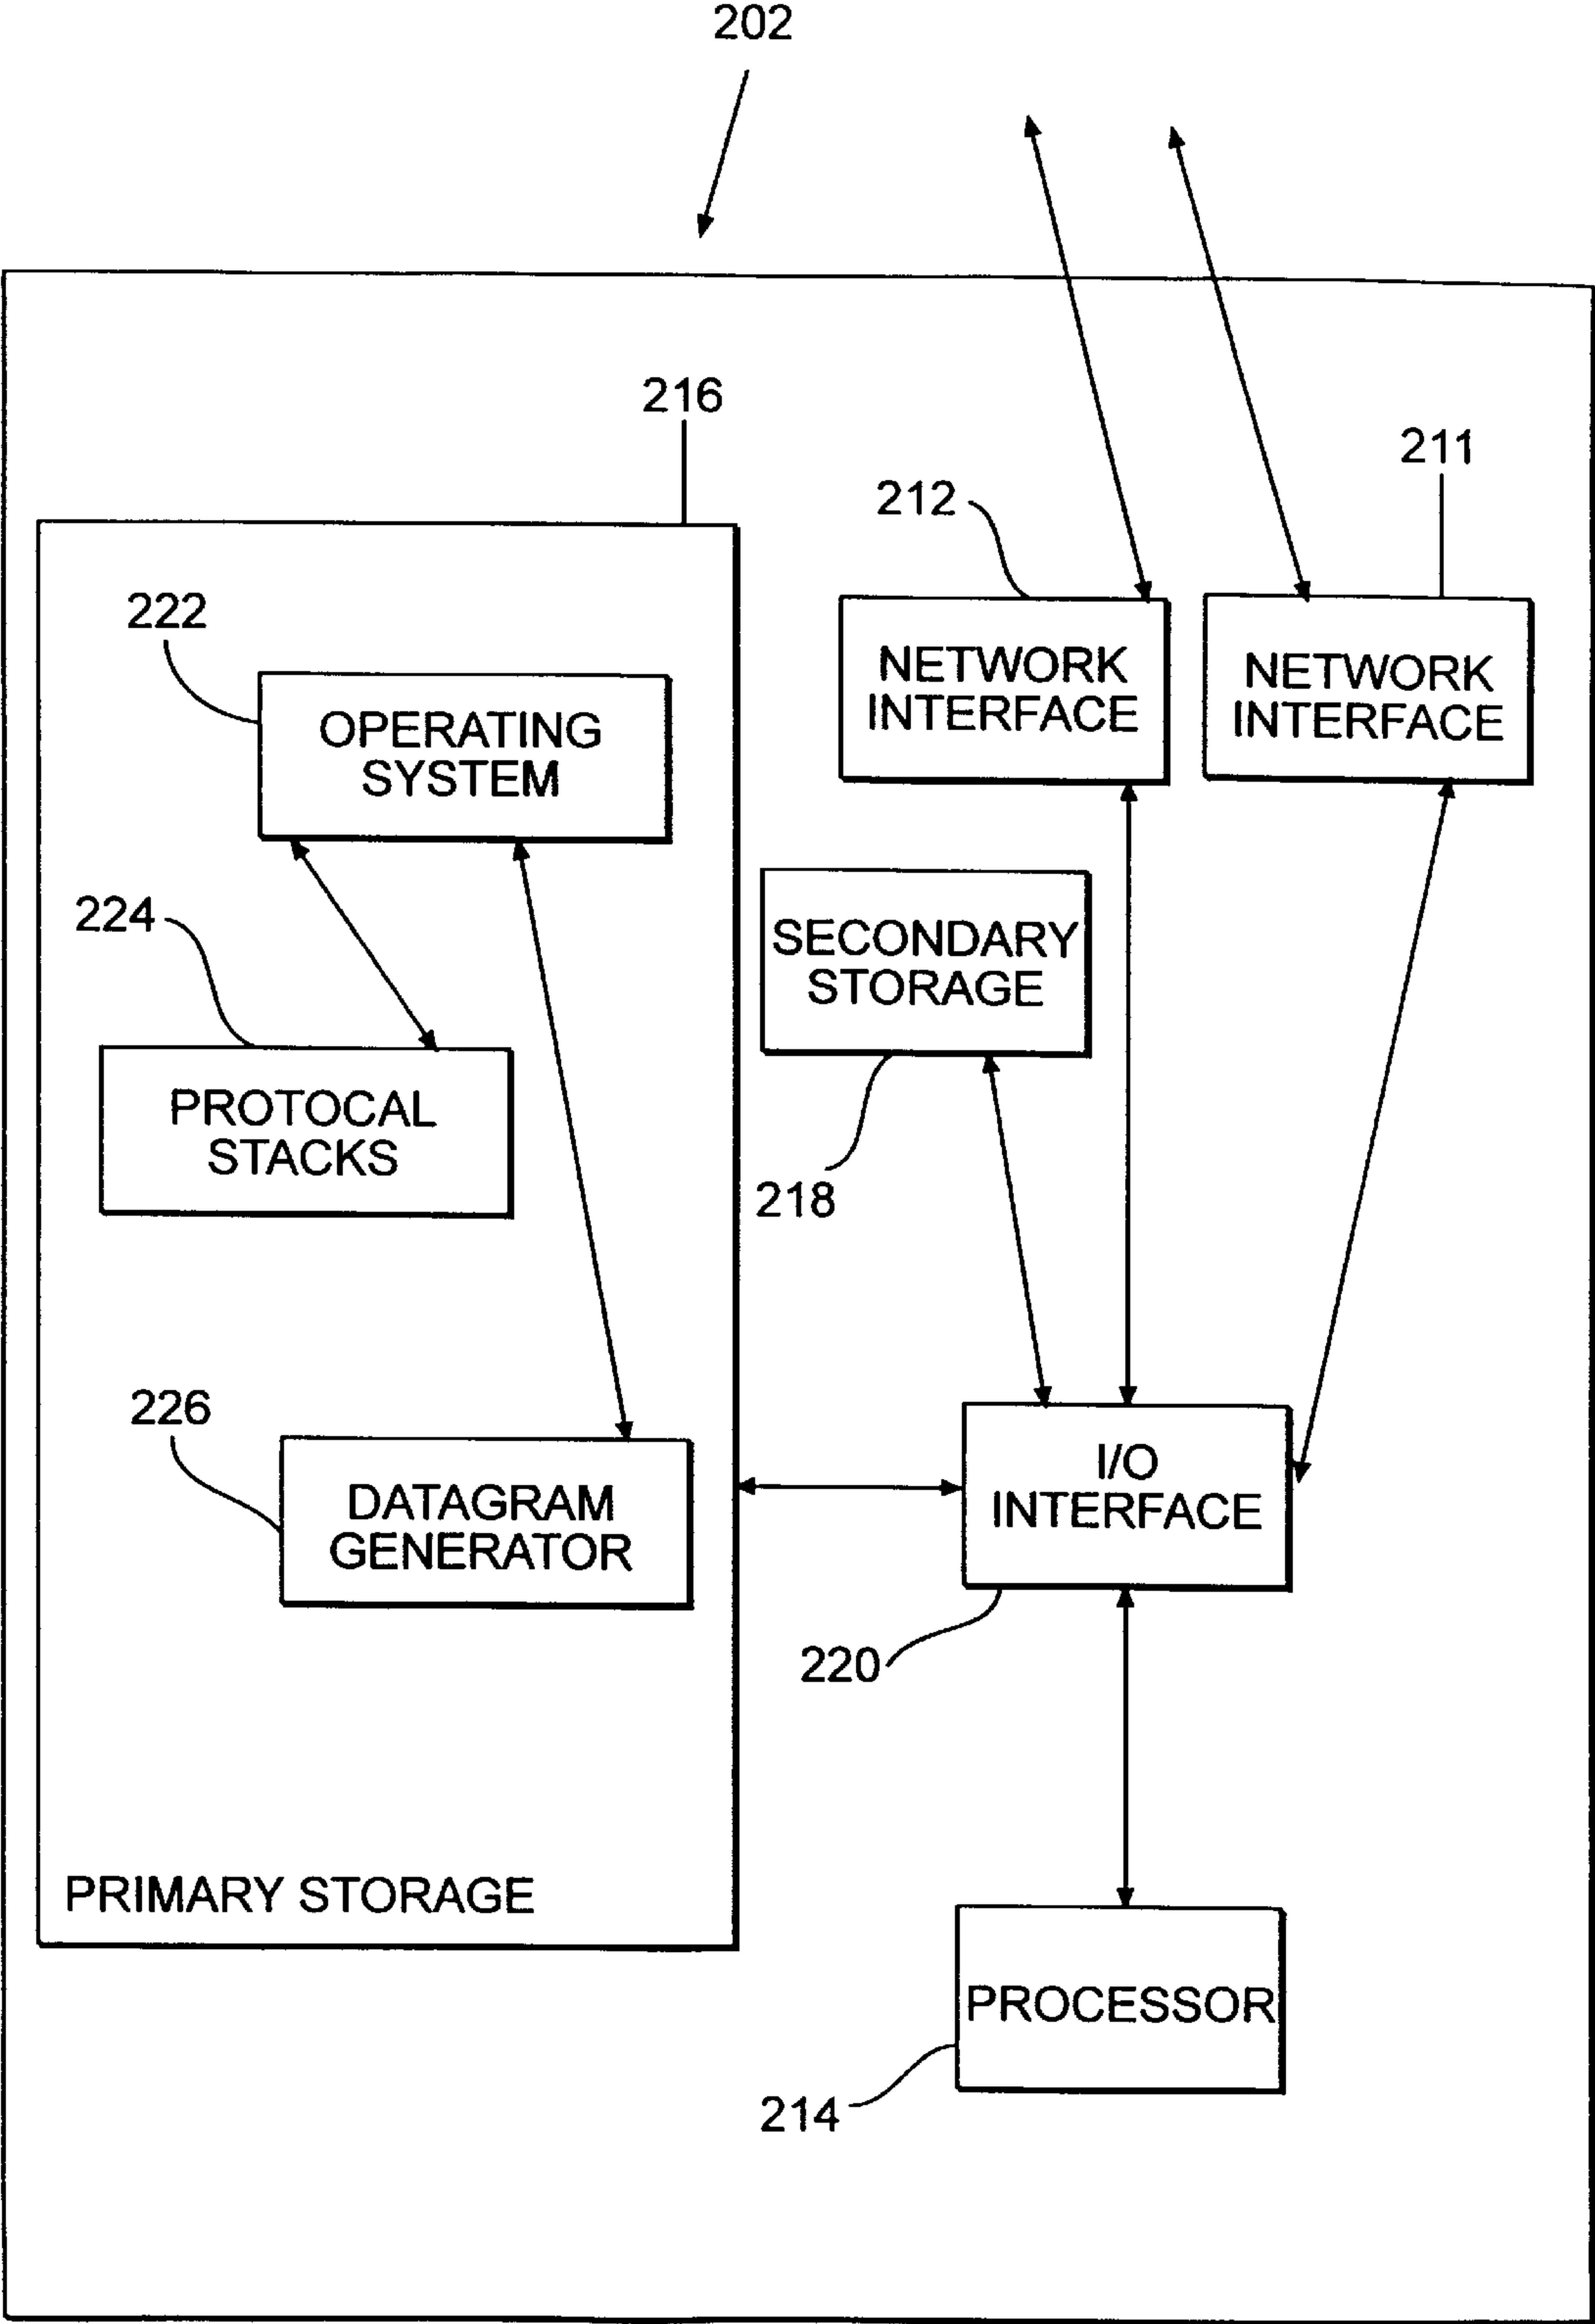 202
216
211
212
222
NETWORK
INTERFACE
NETWORK
INTERFACE
OPERATING
SYSTEM
224
SECONDARY
STORAGE
PROTOCAL
STACKS
218
226
I/O
INTERFACE
DATAGRAM
GENERATOR
220
PRIMARY STORAGE
PROCESSOR
214